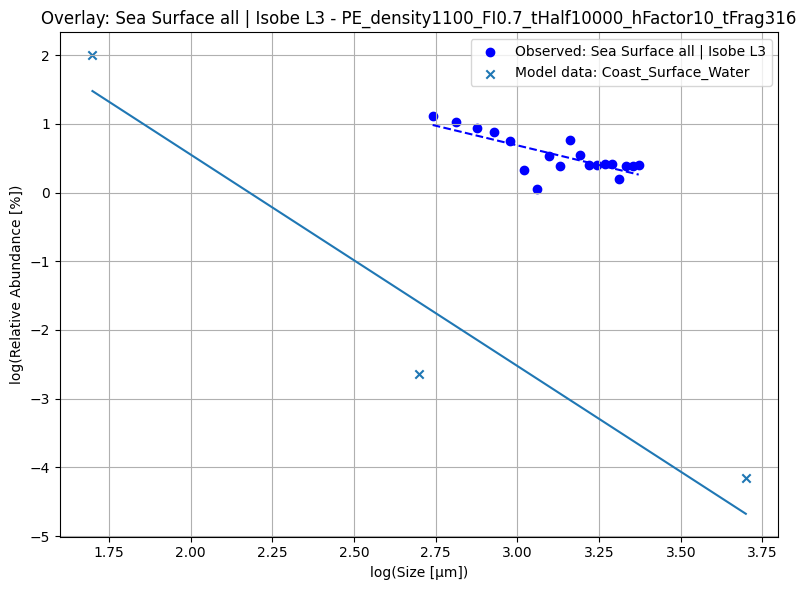 Overlay: Sea Surface all | Isobe L3 - PE_density1100_FI0.7_tHalf10000_hFactor10_tFrag316
Observed: Sea Surface all | Isobe L3
Model data: Coast_Surface_Water
log(Relative Abundance [%])
2
1
0
−1
−2
−3
−4
−5
1.75 2.00 2.25 2.50 2.75 3.00 3.25 3.50 3.75
log(Size [μm])